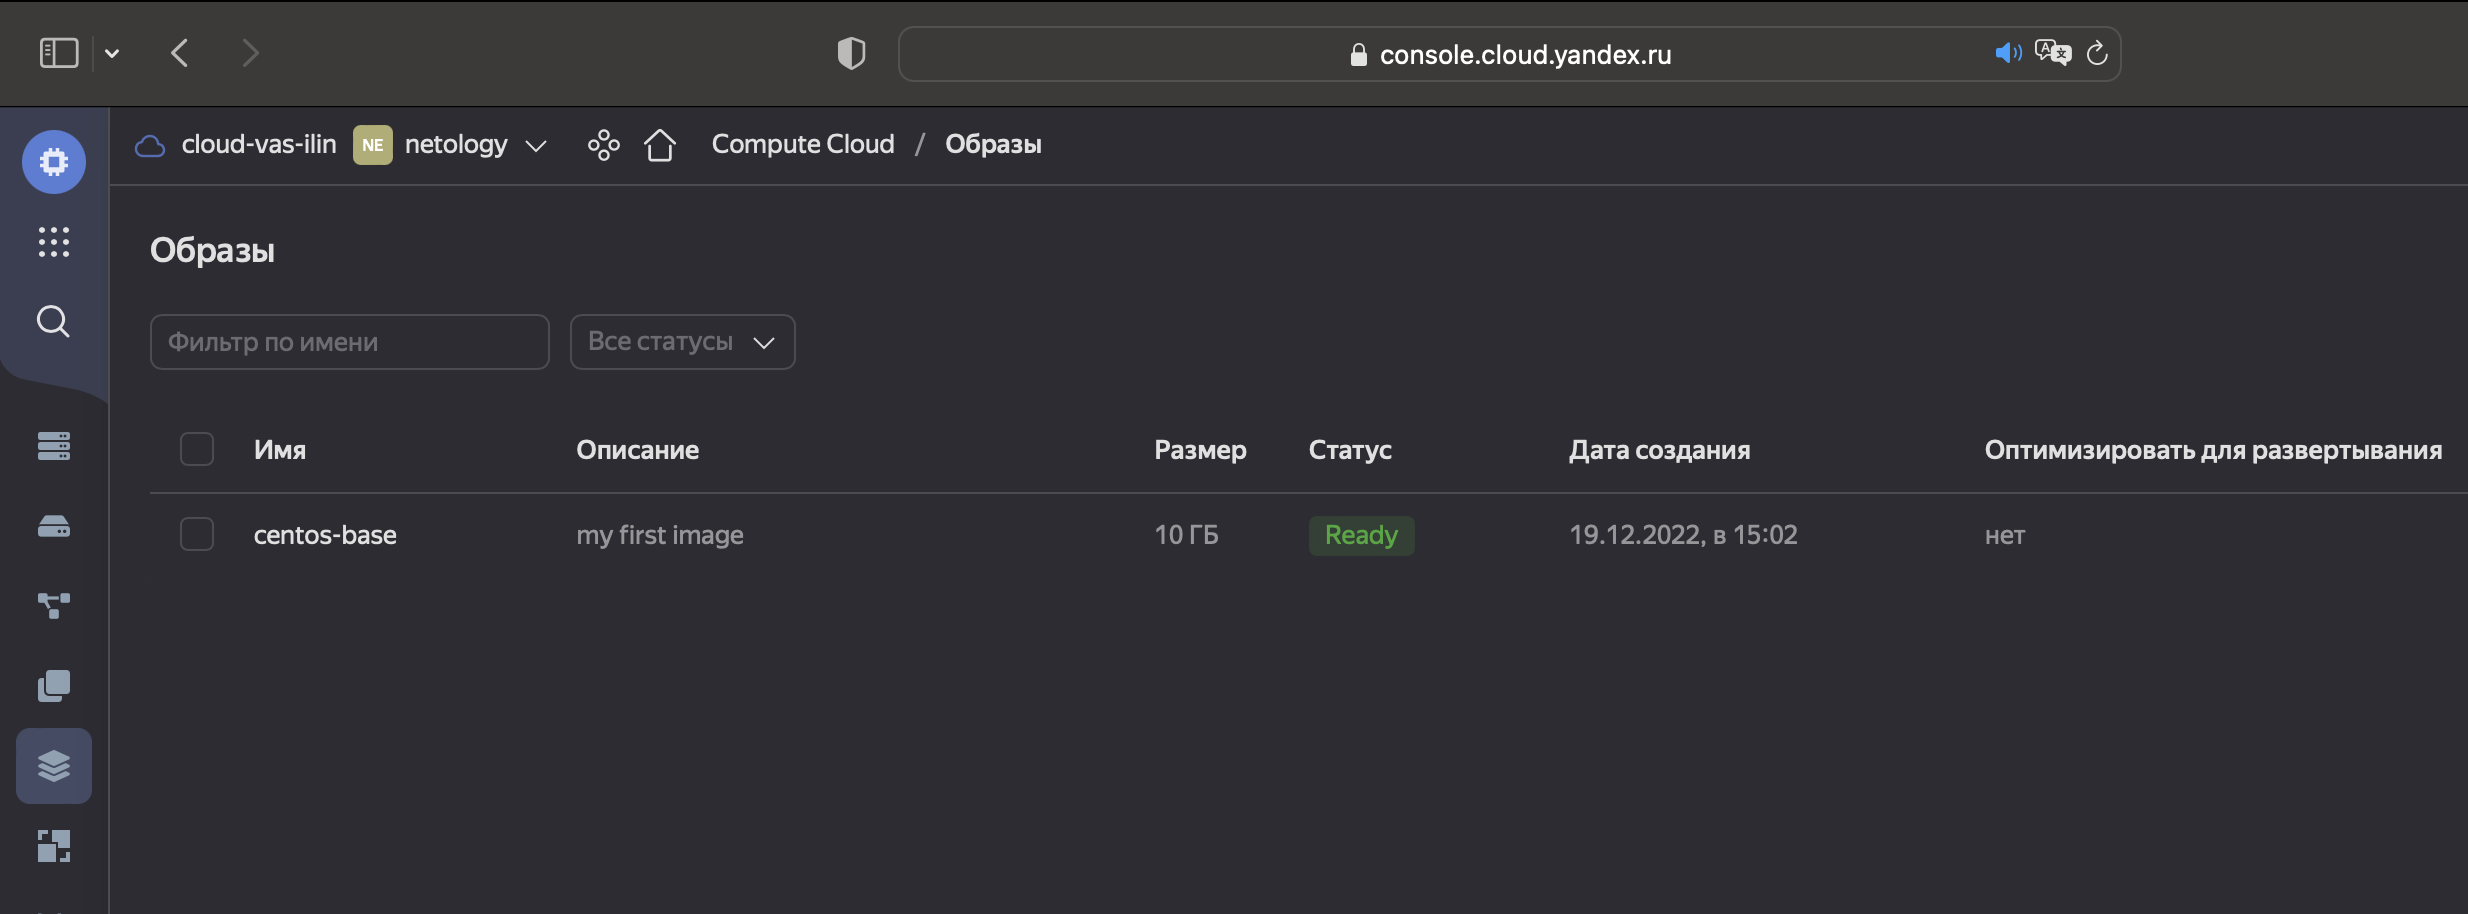 console.cloud.yandex.ru
cloud-vas-ilin NE netology Compute Cloud / Образы
Образы
Фильтр по имени Все статусы
Имя Описание Размер Статус Дата создания Оптимизировать для развертывания
centos-base my first image 10 ГБ Ready 19.12.2022, в 15:02 нет